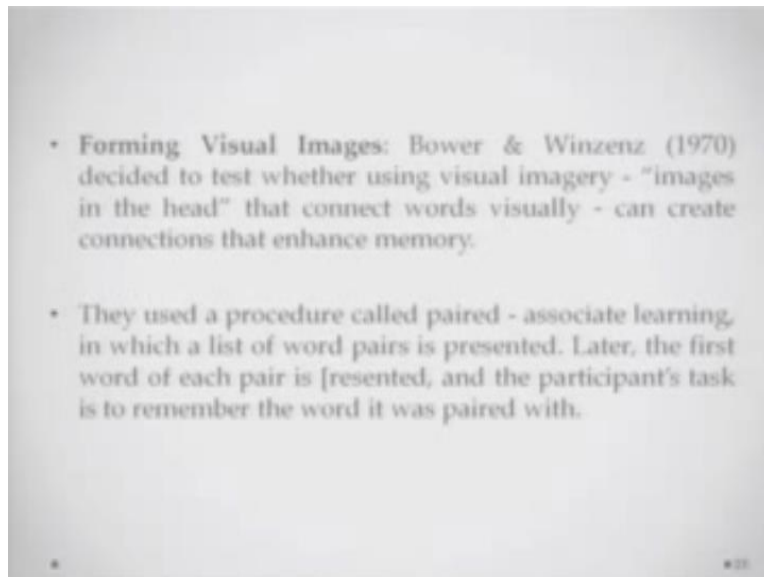 • Forming Visual Images: Bower & Winzenz (1970)
decided to test whether using visual imagery - "images
in the head" that connect words visually - can create
connections that enhance memory.
• They used a procedure called paired - associate learning,
in which a list of word pairs is presented. Later, the first
word of each pair is [resented, and the participant's task
is to remember the word it was paired with.